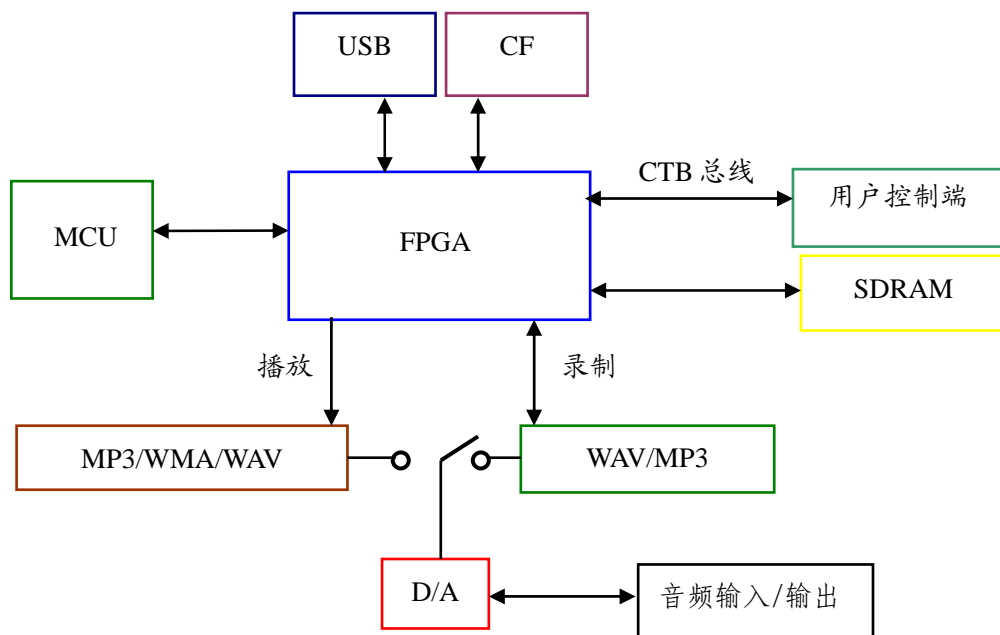 USB
CF
CTB 总线
用户控制端
MCU
FPGA
SDRAM
播放
录制
MP3/WMA/WAV
WAV/MP3
D/A
音频输入/输出